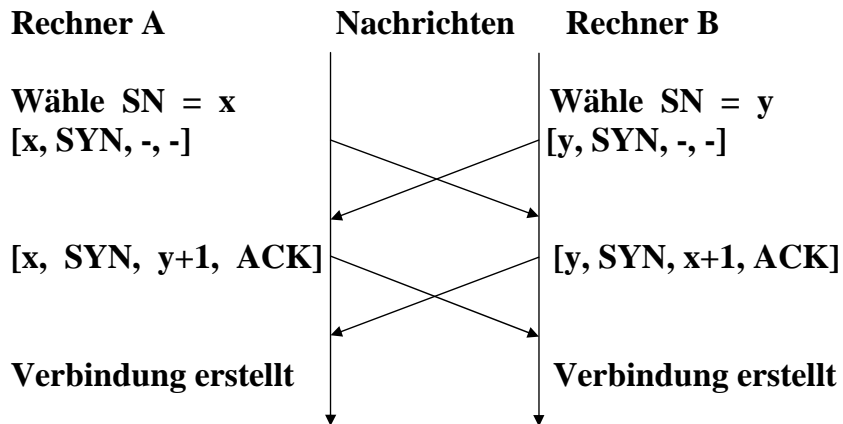 Rechner A Nachrichten Rechner B
Wähle SN = x Wähle SN = y
[x, SYN, -, -] [y, SYN, -, -]
[x, SYN, y+1, ACK] [y, SYN, x+1, ACK]
Verbindung erstellt Verbindung erstellt